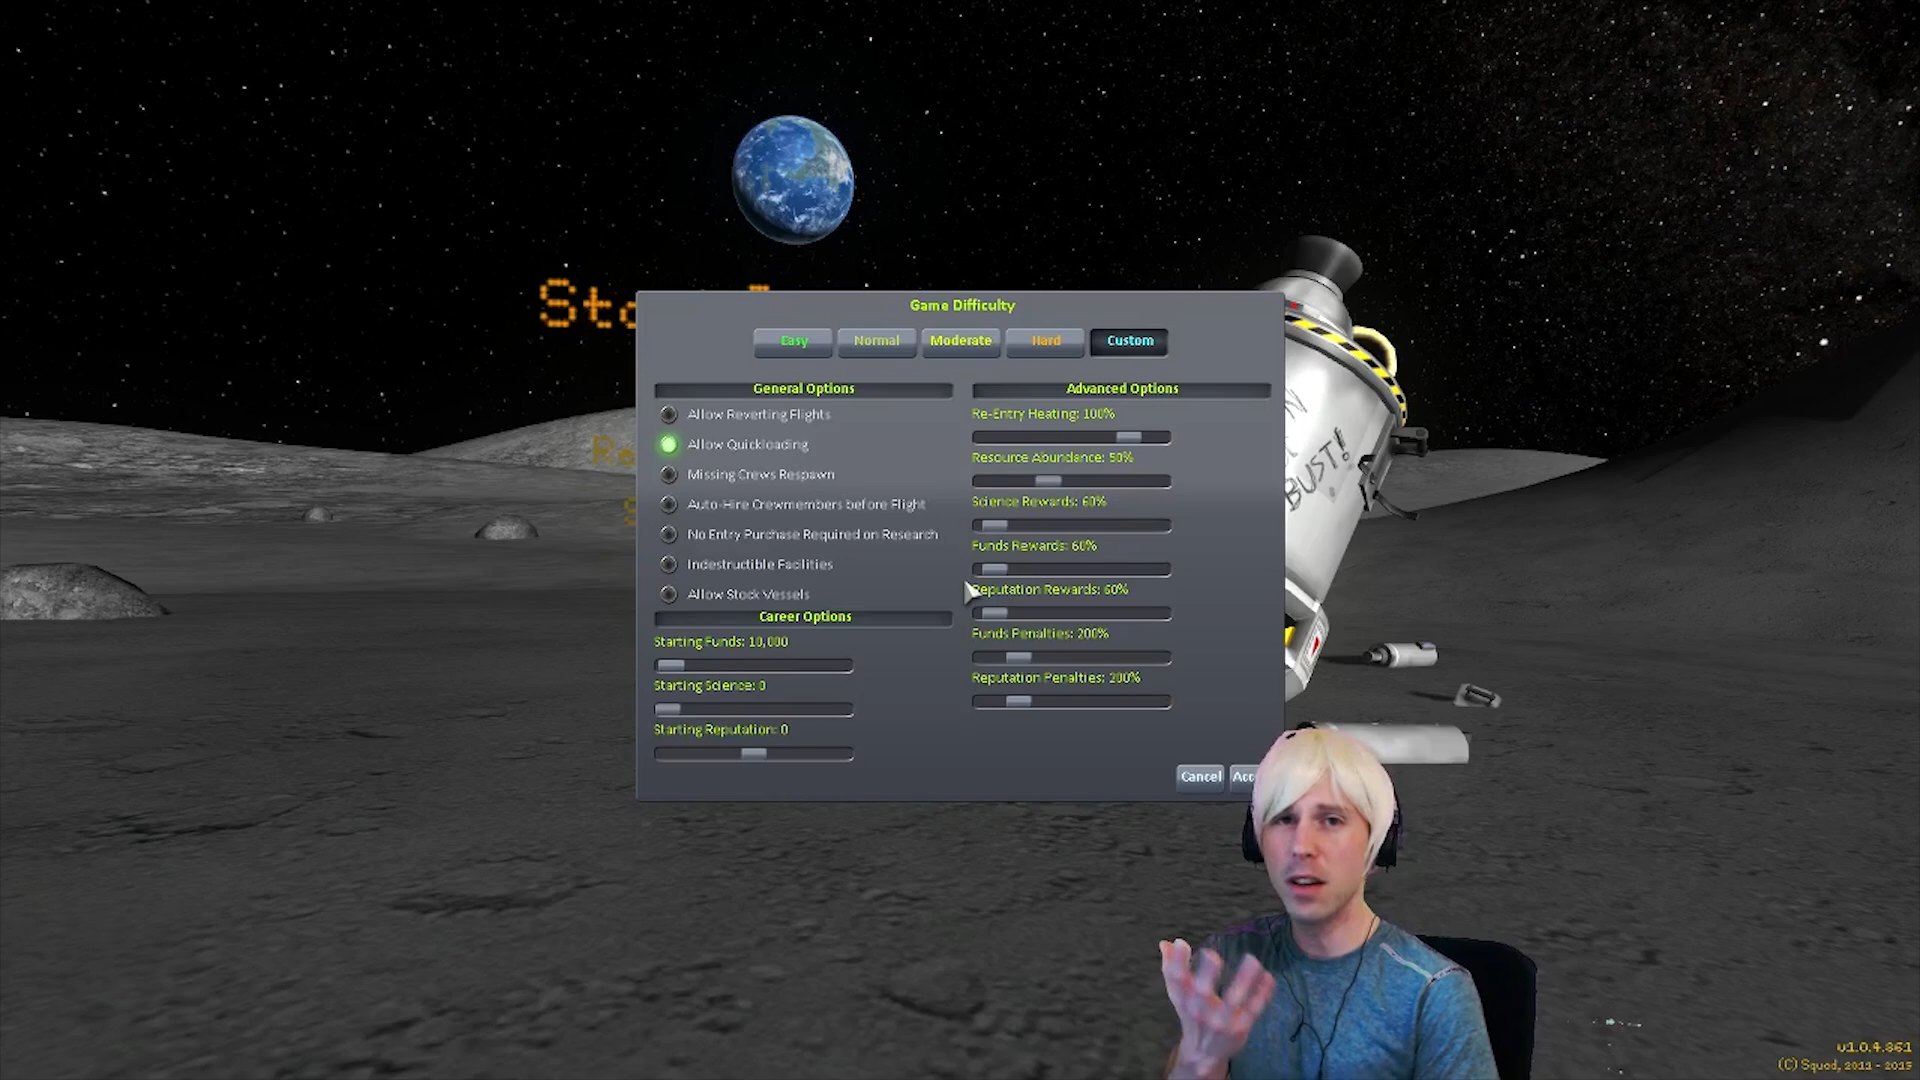 Sta
Game Difficulty
Easy Normal Moderate Hard Custom
General Options
Allow Reverting Flights
Allow Quickloading
Missing Crews Respawn
Auto-Hire Crewmembers before Flight
No Entry Purchase Required on Research
Indestructible Facilities
Allow Stock Vessels
Career Options
Starting Funds: 10,000
Starting Science: 0
Starting Reputation: 0
Advanced Options
Re-Entry Heating: 100%
Resource Abundance: 50%
Science Rewards: 60%
Funds Rewards: 60%
Reputation Rewards: 60%
Funds Penalties: 200%
Reputation Penalties: 200%
Cancel Acc
BUST!
v1.0.4.861
(C) Squad, 2011 - 2015